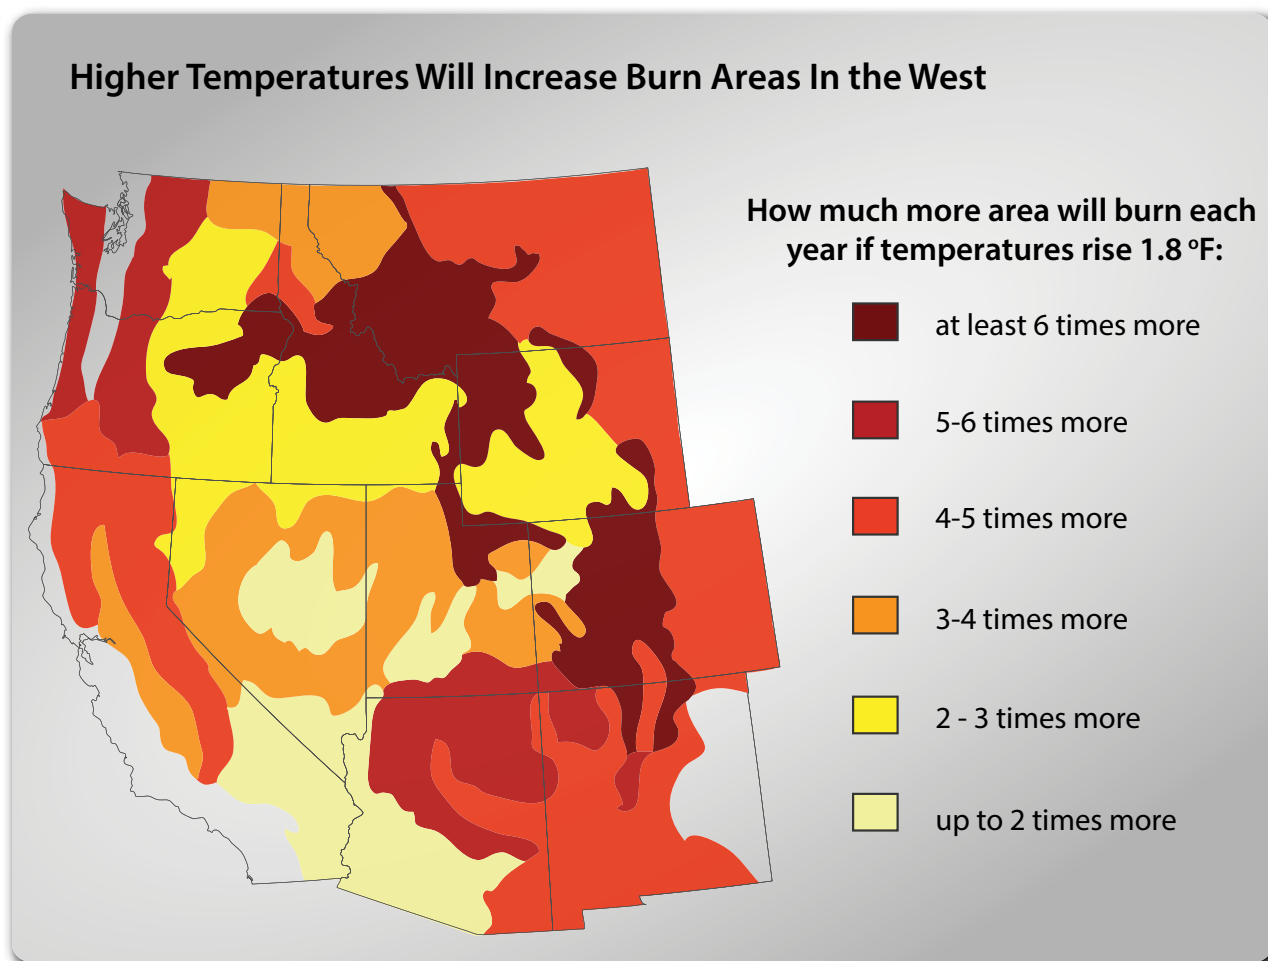 Higher Temperatures Will Increase Burn Areas In the West
How much more area will burn each
year if temperatures rise 1.8 ºF:
at least 6 times more
5-6 times more
4-5 times more
3-4 times more
2 - 3 times more
up to 2 times more